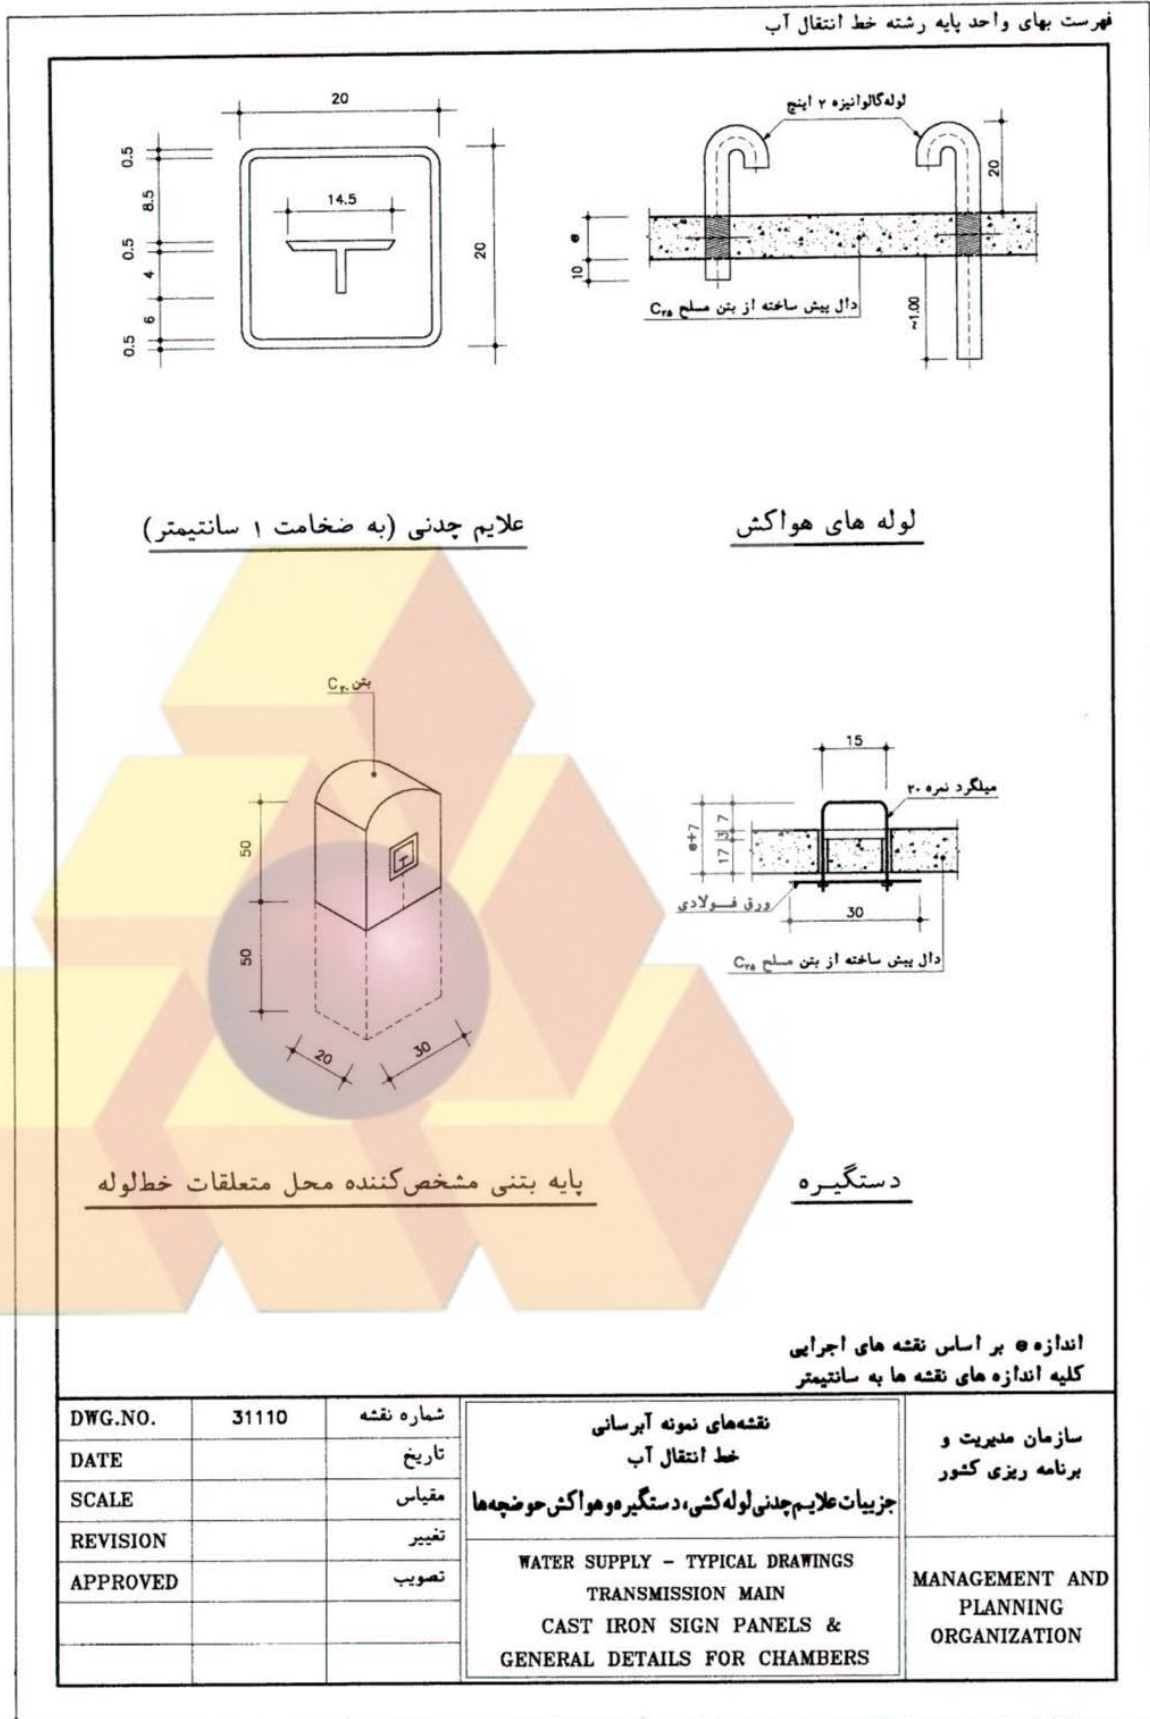 فهرست بهای واحد پایه رشته خط انتقال آب
20
0.5
8.5
0.5
4
6
0.5
14.5
20
لوله گالوانیزه ۲ اینچ
20
e
10
~1.00
دال پیش ساخته از بتن مسلح C۲۵
علایم چدنی (به ضخامت ۱ سانتیمتر)
لوله های هواکش
بتن C۲۰
50
50
20
30
15
میلگرد نمره ۲۰
e+7
7
3
17
ورق فولادی
30
دال پیش ساخته از بتن مسلح C۲۵
پایه بتنی مشخص‌کننده محل متعلقات خط‌لوله
دستگیره
اندازه e بر اساس نقشه های اجرایی
کلیه اندازه های نقشه ها به سانتیمتر
DWG.NO. 31110 شماره نقشه
DATE تاریخ
SCALE مقیاس
REVISION تغییر
APPROVED تصویب
نقشه‌های نمونه آبرسانی
خط انتقال آب
جزییات علایم چدنی لوله کشی، دستگیره و هواکش حوضچه ها
WATER SUPPLY – TYPICAL DRAWINGS
TRANSMISSION MAIN
CAST IRON SIGN PANELS &
GENERAL DETAILS FOR CHAMBERS
سازمان مدیریت و
برنامه ریزی کشور
MANAGEMENT AND
PLANNING
ORGANIZATION